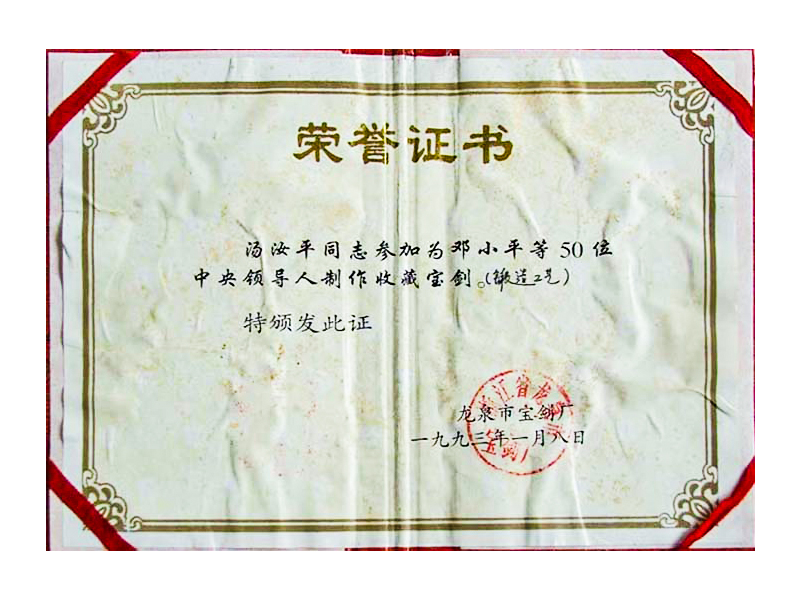 荣誉证书
汤汝平同志参加为邓小平等50位
中央领导人制作收藏宝剑。(锻造工艺)
特颁发此证
龙泉市宝剑厂
一九九三年一月八日